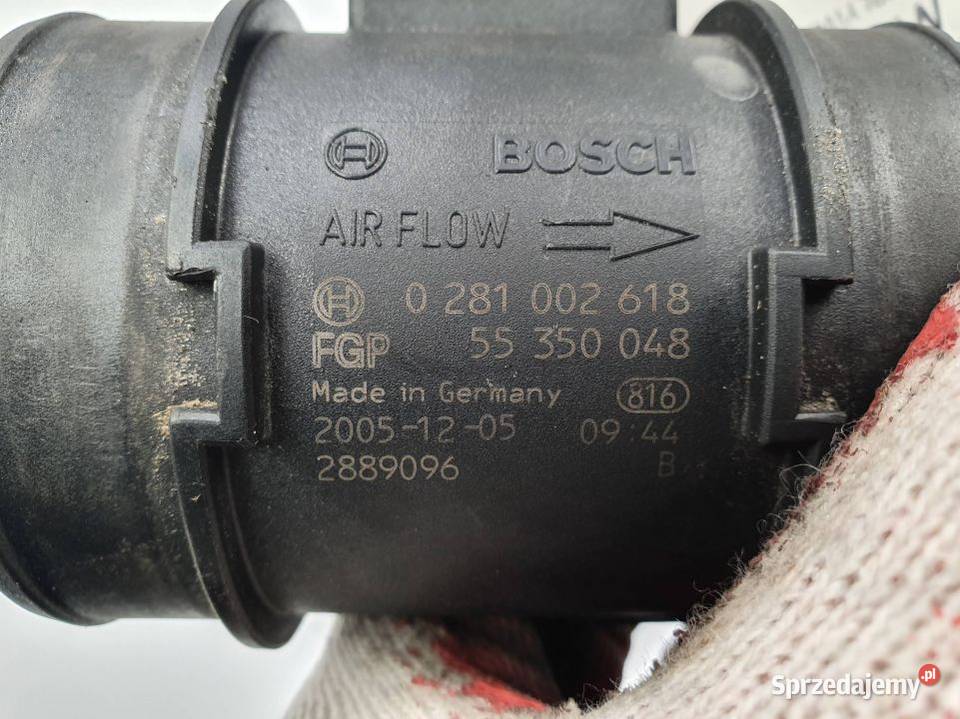 BOSCH
AIR FLOW
0 281 002 618
FGP 55 350 048
Made in Germany 816
2005-12-05 09:44
2889096 B
Sprzedajemy.pl